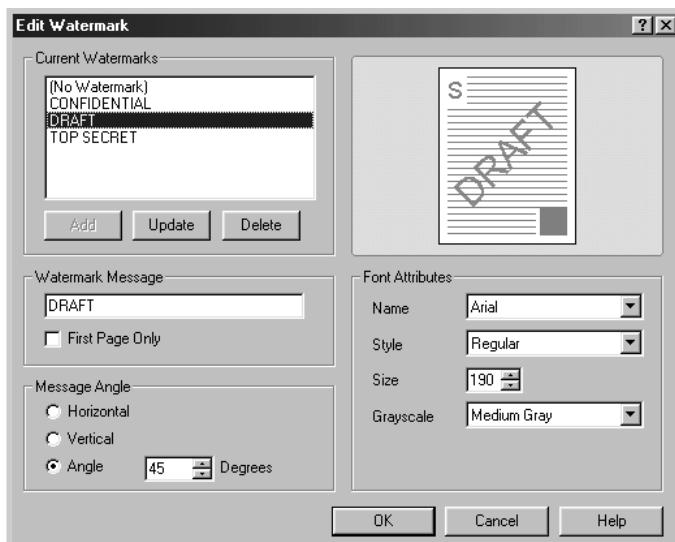 Edit Watermark
Current Watermarks
(No Watermark)
CONFIDENTIAL
DRAFT
TOP SECRET
Add Update Delete
S
DRAFT
Watermark Message
DRAFT
First Page Only
Message Angle
Horizontal
Vertical
Angle 45 Degrees
Font Attributes
Name Arial
Style Regular
Size 190
Grayscale Medium Gray
OK Cancel Help